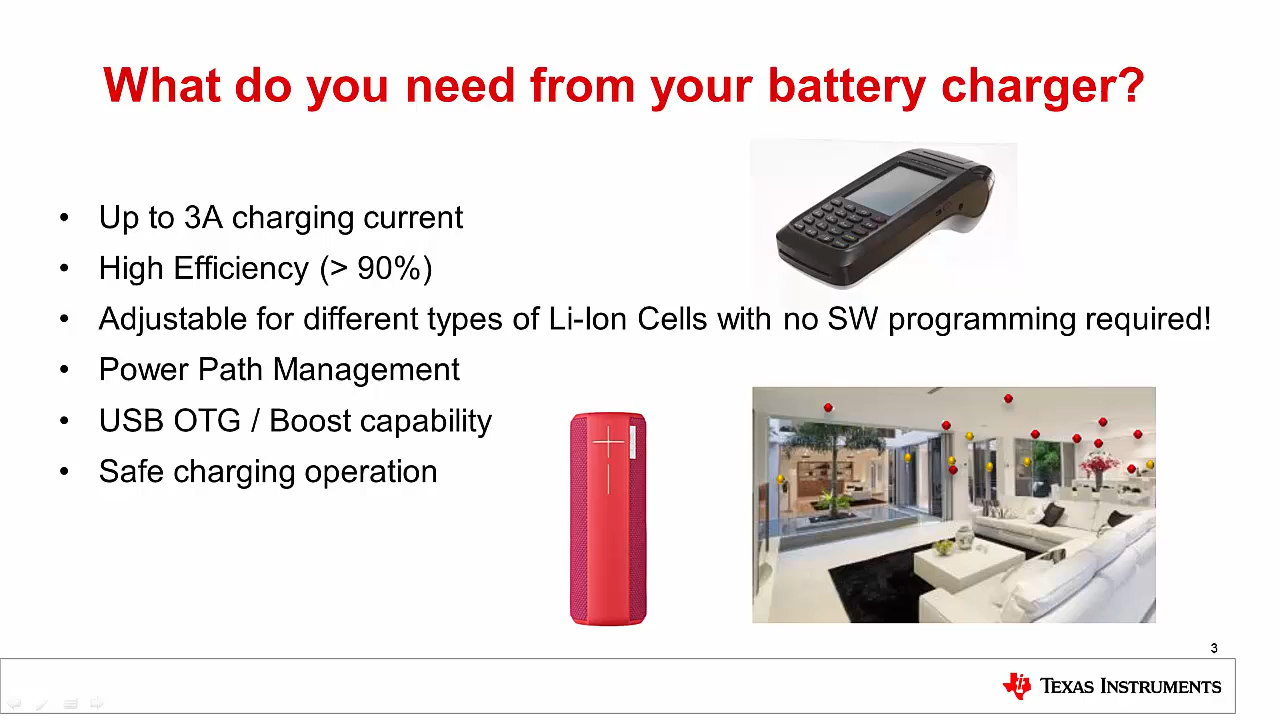 What do you need from your battery charger?
• Up to 3A charging current
• High Efficiency (> 90%)
• Adjustable for different types of Li-Ion Cells with no SW programming required!
• Power Path Management
• USB OTG / Boost capability
• Safe charging operation
3
TEXAS INSTRUMENTS